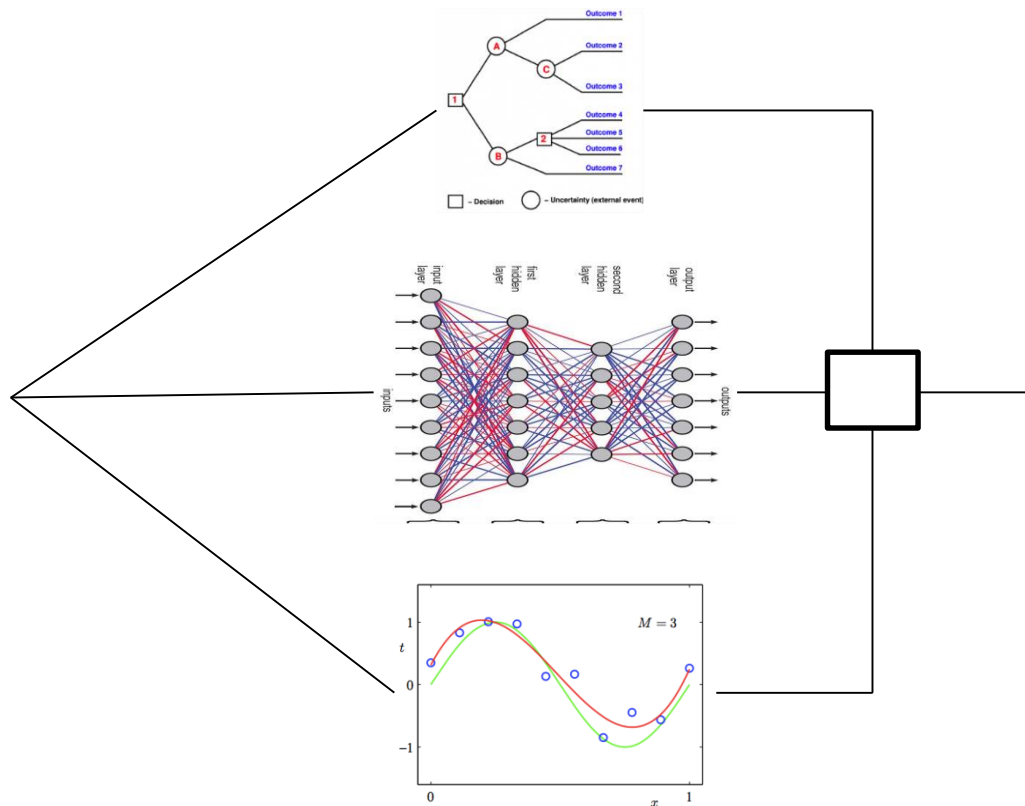 Outcome 1
A
Outcome 2
C
Outcome 3
1
Outcome 4
2
Outcome 5
Outcome 6
B
Outcome 7
– Decision
– Uncertainty (external event)
input layer
first hidden layer
second hidden layer
output layer
inputs
outputs
M = 3
1
t
0
−1
0
x
1